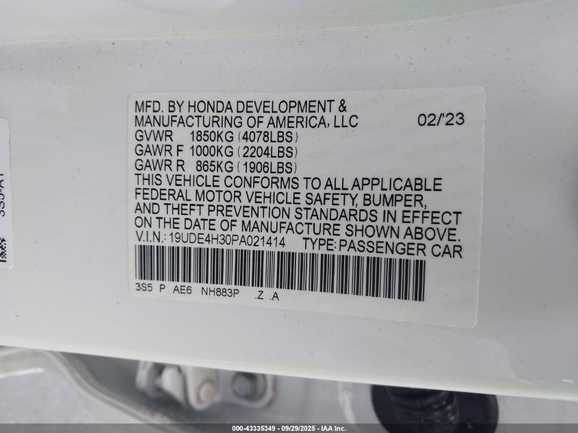 MFD. BY HONDA DEVELOPMENT &
MANUFACTURING OF AMERICA, LLC 02/'23
GVWR 1850KG (4078LBS)
GAWR F 1000KG (2204LBS)
GAWR R 865KG (1906LBS)
THIS VEHICLE CONFORMS TO ALL APPLICABLE
FEDERAL MOTOR VEHICLE SAFETY, BUMPER,
AND THEFT PREVENTION STANDARDS IN EFFECT
ON THE DATE OF MANUFACTURE SHOWN ABOVE.
V.I.N.:19UDE4H30PA021414 TYPE:PASSENGER CAR
3S5 P AE6 NH883P .Z .A
3S5-A1
000-43335349 - 09/29/2025 - IAA Inc.